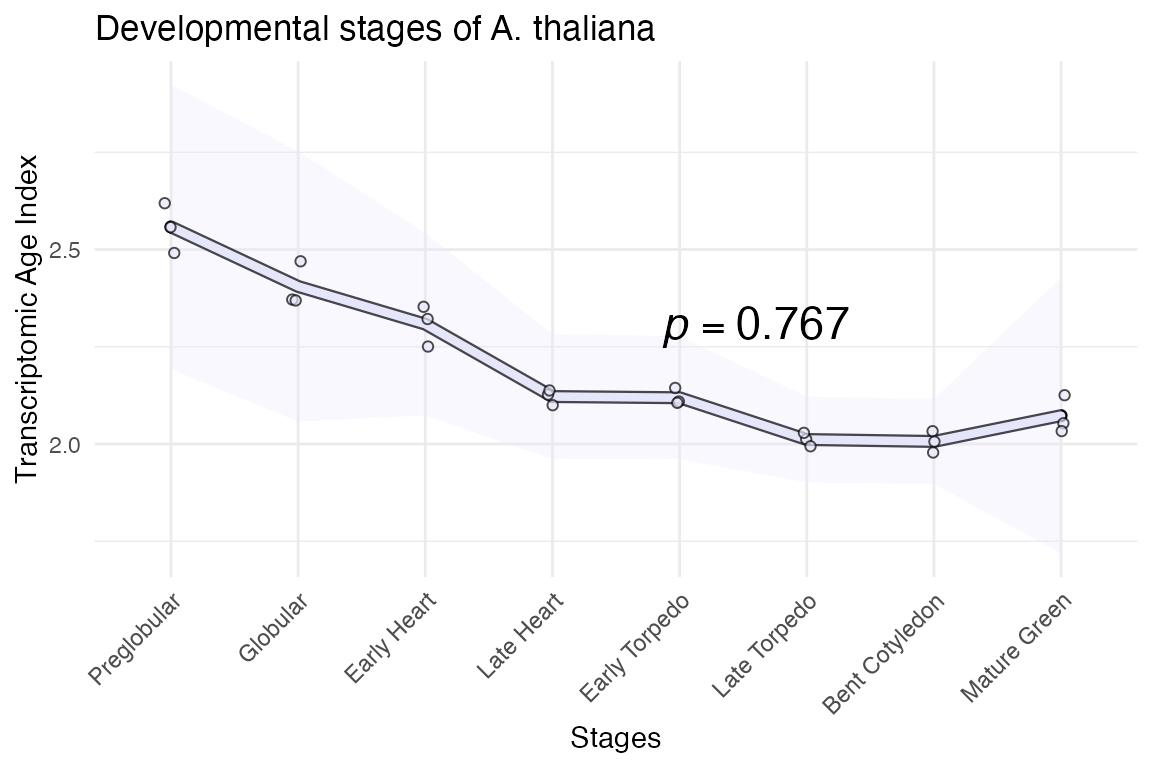 Developmental stages of A. thaliana
Transcriptomic Age Index
2.5
2.0
p = 0.767
Preglobular
Globular
Early Heart
Late Heart
Early Torpedo
Late Torpedo
Bent Cotyledon
Mature Green
Stages